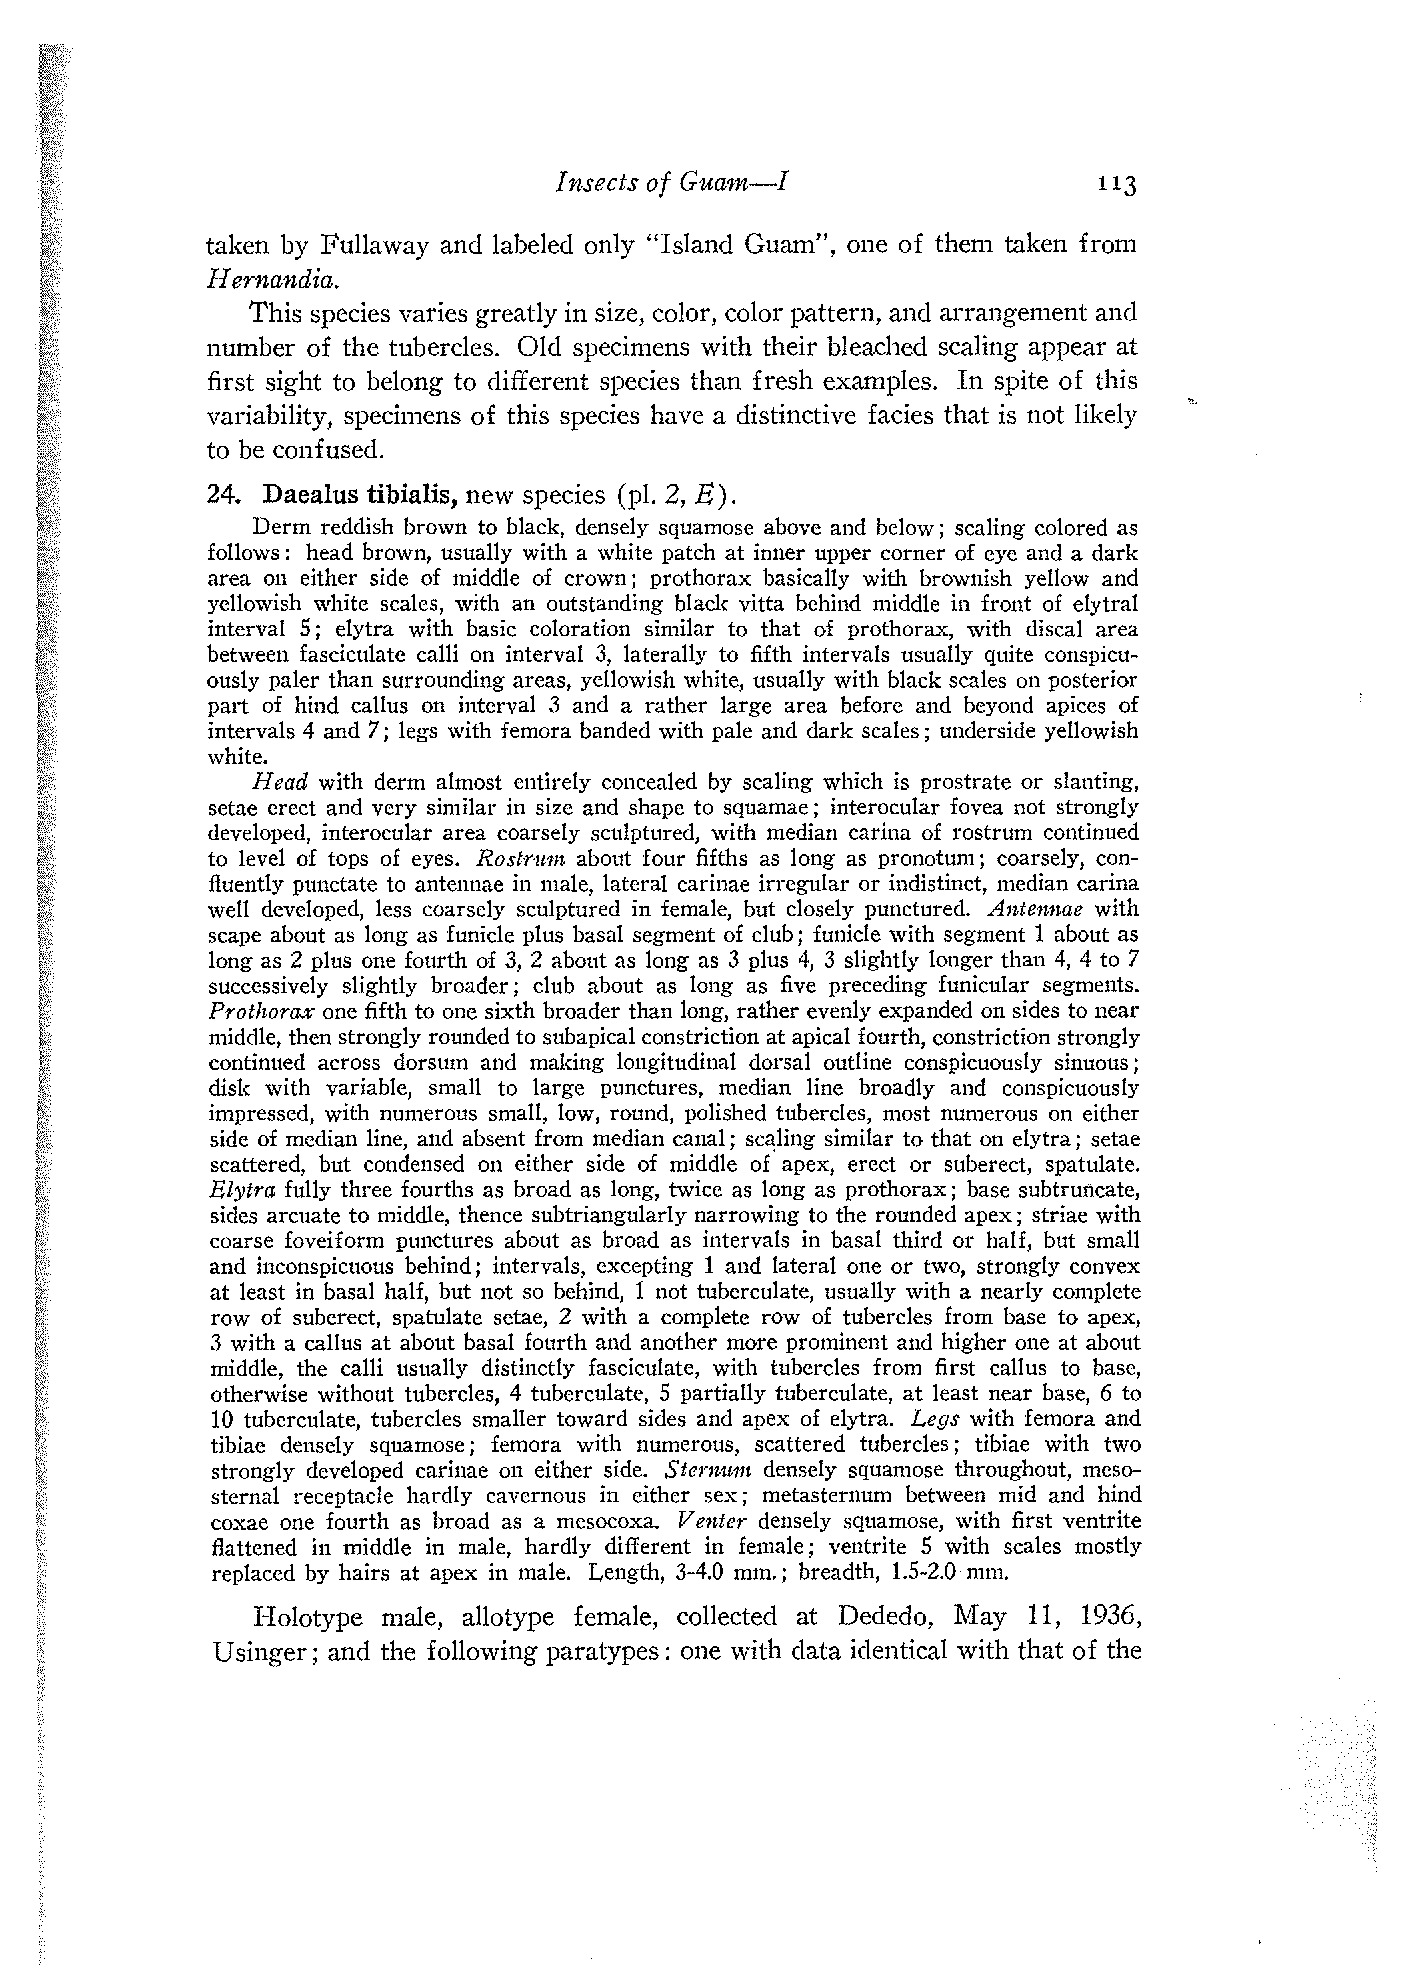 Insects of Guam—I 113
taken by Fullaway and labeled only “Island Guam”, one of them taken from
Hernandia.
This species varies greatly in size, color, color pattern, and arrangement and
number of the tubercles. Old specimens with their bleached scaling appear at
first sight to belong to different species than fresh examples. In spite of this
variability, specimens of this species have a distinctive facies that is not likely
to be confused.
24. Daealus tibialis, new species (pl. 2, E).
Derm reddish brown to black, densely squamose above and below; scaling colored as
follows: head brown, usually with a white patch at inner upper corner of eye and a dark
area on either side of middle of crown; prothorax basically with brownish yellow and
yellowish white scales, with an outstanding black vitta behind middle in front of elytral
interval 5; elytra with basic coloration similar to that of prothorax, with discal area
between fasciculate calli on interval 3, laterally to fifth intervals usually quite conspicu-
ously paler than surrounding areas, yellowish white, usually with black scales on posterior
part of hind callus on interval 3 and a rather large area before and beyond apices of
intervals 4 and 7; legs with femora banded with pale and dark scales; underside yellowish
white.
Head with derm almost entirely concealed by scaling which is prostrate or slanting,
setae erect and very similar in size and shape to squamae; interocular fovea not strongly
developed, interocular area coarsely sculptured, with median carina of rostrum continued
to level of tops of eyes. Rostrum about four fifths as long as pronotum; coarsely, con-
fluently punctate to antennae in male, lateral carinae irregular or indistinct, median carina
well developed, less coarsely sculptured in female, but closely punctured. Antennae with
scape about as long as funicle plus basal segment of club; funicle with segment 1 about as
long as 2 plus one fourth of 3, 2 about as long as 3 plus 4, 3 slightly longer than 4, 4 to 7
successively slightly broader; club about as long as five preceding funicular segments.
Prothorax one fifth to one sixth broader than long, rather evenly expanded on sides to near
middle, then strongly rounded to subapical constriction at apical fourth, constriction strongly
continued across dorsum and making longitudinal dorsal outline conspicuously sinuous;
disk with variable, small to large punctures, median line broadly and conspicuously
impressed, with numerous small, low, round, polished tubercles, most numerous on either
side of median line, and absent from median canal; scaling similar to that on elytra; setae
scattered, but condensed on either side of middle of apex, erect or suberect, spatulate.
Elytra fully three fourths as broad as long, twice as long as prothorax; base subtruncate,
sides arcuate to middle, thence subtriangularly narrowing to the rounded apex; striae with
coarse foveiform punctures about as broad as intervals in basal third or half, but small
and inconspicuous behind; intervals, excepting 1 and lateral one or two, strongly convex
at least in basal half, but not so behind, 1 not tuberculate, usually with a nearly complete
row of suberect, spatulate setae, 2 with a complete row of tubercles from base to apex,
3 with a callus at about basal fourth and another more prominent and higher one at about
middle, the calli usually distinctly fasciculate, with tubercles from first callus to base,
otherwise without tubercles, 4 tuberculate, 5 partially tuberculate, at least near base, 6 to
10 tuberculate, tubercles smaller toward sides and apex of elytra. Legs with femora and
tibiae densely squamose; femora with numerous, scattered tubercles; tibiae with two
strongly developed carinae on either side. Sternum densely squamose throughout, meso-
sternal receptacle hardly cavernous in either sex; metasternum between mid and hind
coxae one fourth as broad as a mesocoxa. Venter densely squamose, with first ventrite
flattened in middle in male, hardly different in female; ventrite 5 with scales mostly
replaced by hairs at apex in male. Length, 3-4.0 mm.; breadth, 1.5-2.0 mm.
Holotype male, allotype female, collected at Dededo, May 11, 1936,
Usinger; and the following paratypes: one with data identical with that of the